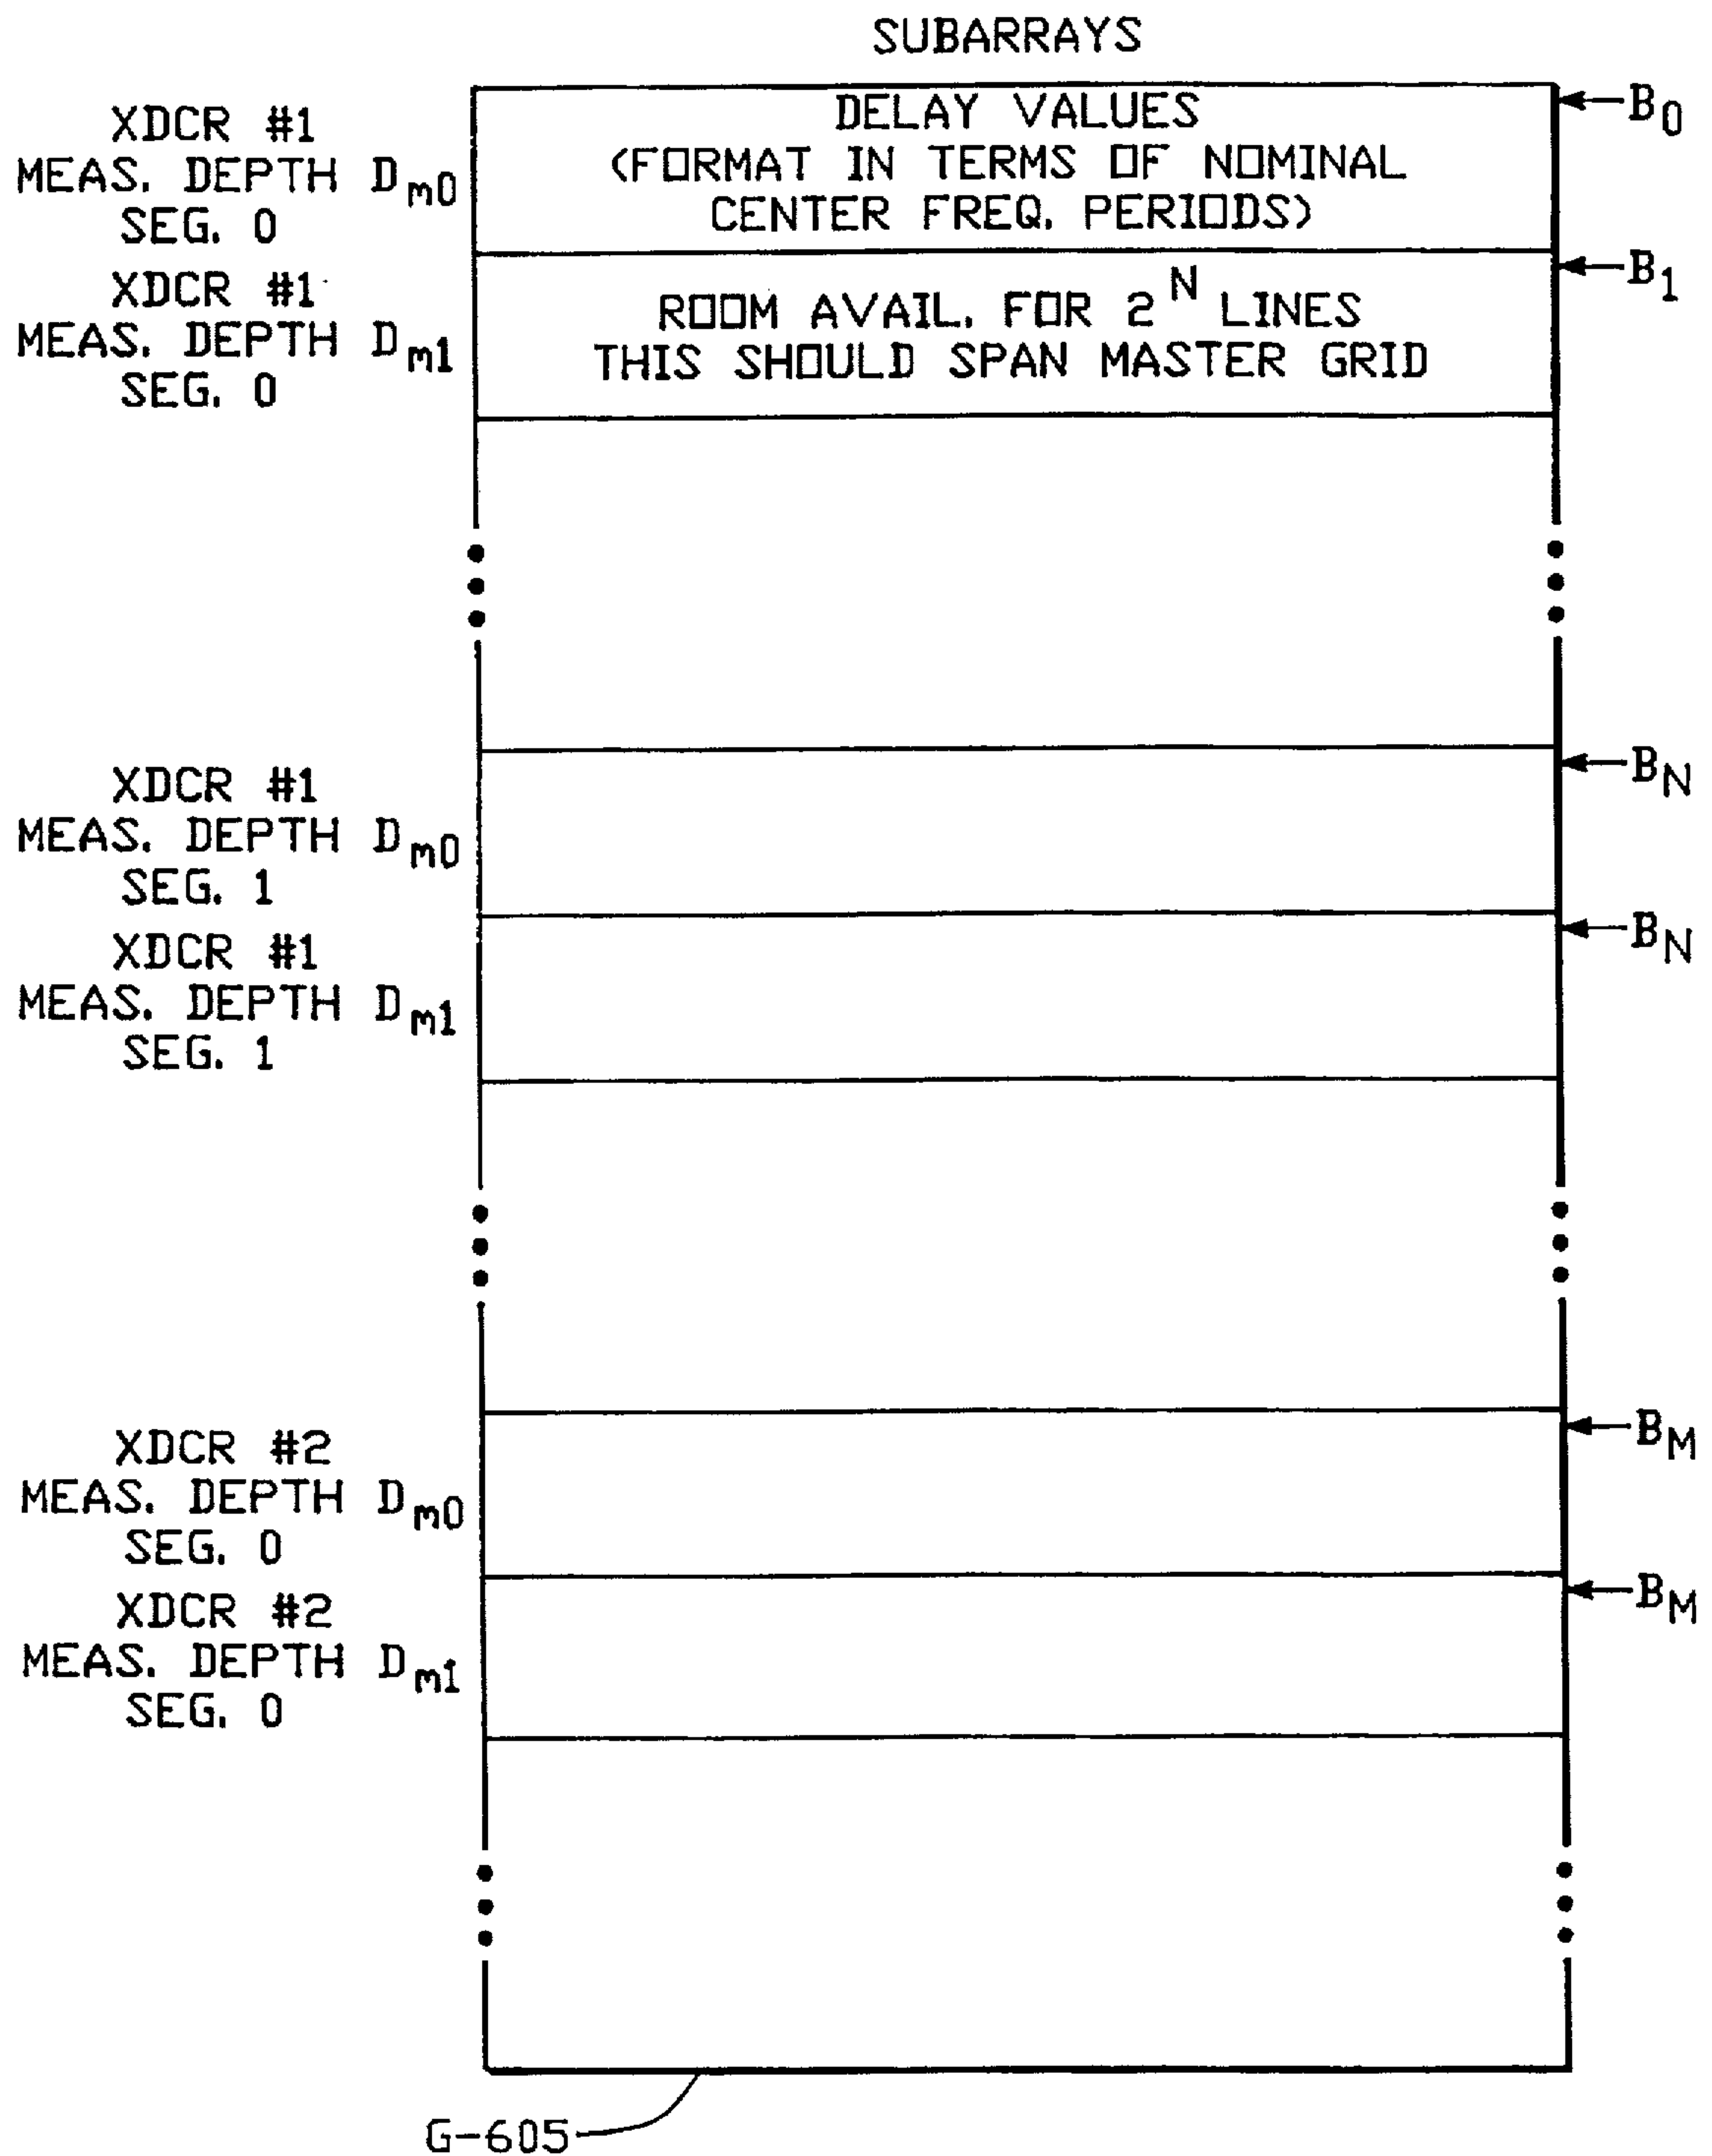 SUBARRAYS
XDCR #1
MEAS. DEPTH Dm0
SEG. 0
DELAY VALUES
(FORMAT IN TERMS OF NOMINAL
CENTER FREQ. PERIODS)
B0
XDCR #1
MEAS. DEPTH Dm1
SEG. 0
ROOM AVAIL. FOR 2^N LINES
THIS SHOULD SPAN MASTER GRID
B1
XDCR #1
MEAS. DEPTH Dm0
SEG. 1
BN
XDCR #1
MEAS. DEPTH Dm1
SEG. 1
BN
XDCR #2
MEAS. DEPTH Dm0
SEG. 0
BM
XDCR #2
MEAS. DEPTH Dm1
SEG. 0
BM
G-605